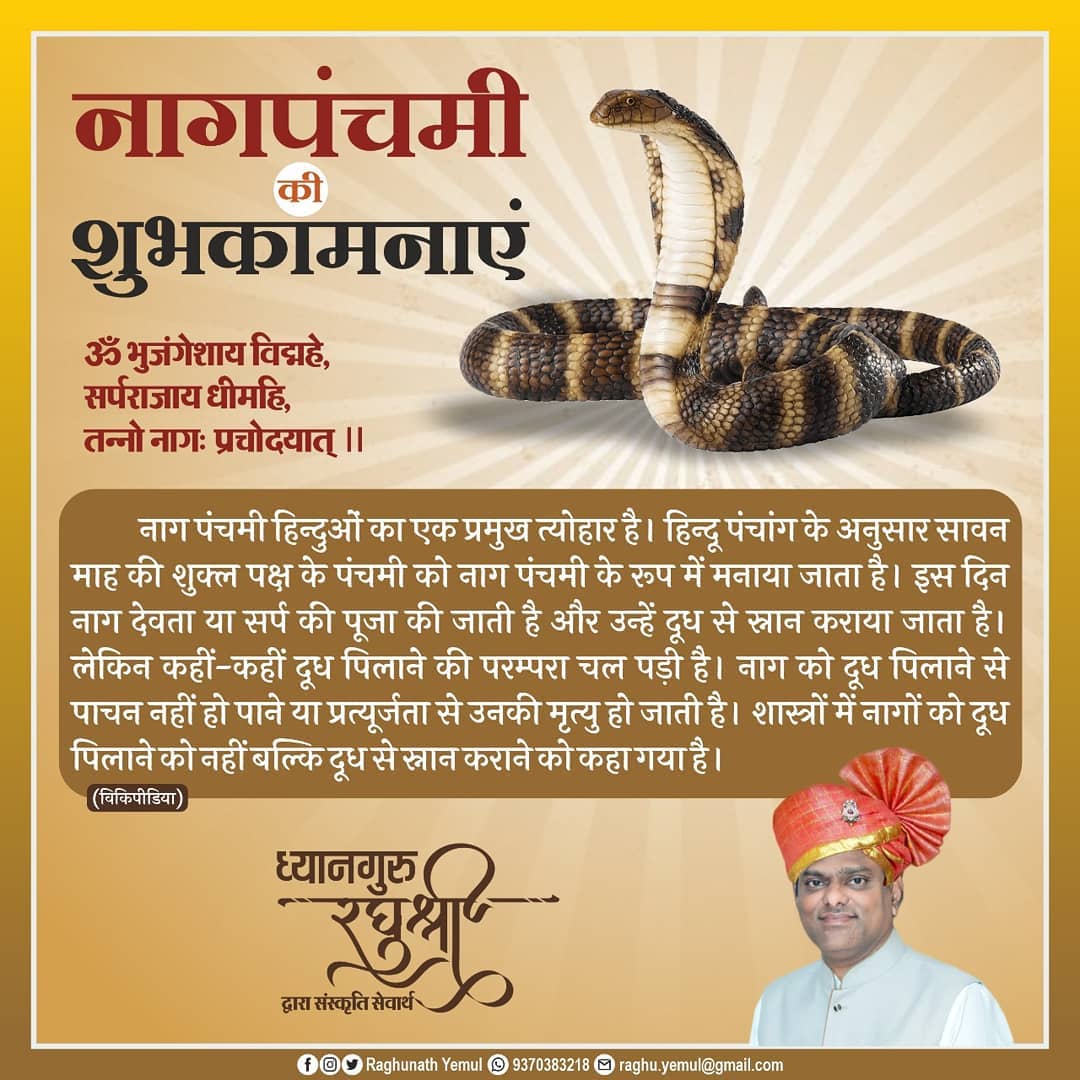 नागपंचमी
की
शुभकामनाएं
ॐ भुजंगेशाय विद्महे,
सर्पराजाय धीमहि,
तन्नो नागः प्रचोदयात् ।।
नाग पंचमी हिन्दुओं का एक प्रमुख त्योहार है। हिन्दू पंचांग के अनुसार सावन
माह की शुक्ल पक्ष के पंचमी को नाग पंचमी के रूप में मनाया जाता है। इस दिन
नाग देवता या सर्प की पूजा की जाती है और उन्हें दूध से स्नान कराया जाता है।
लेकिन कहीं-कहीं दूध पिलाने की परम्परा चल पड़ी है। नाग को दूध पिलाने से
पाचन नहीं हो पाने या प्रत्यूर्जता से उनकी मृत्यु हो जाती है। शास्त्रों में नागों को दूध
पिलाने को नहीं बल्कि दूध से स्नान कराने को कहा गया है।
(विकिपीडिया)
ध्यानगुरु
रघुश्री
द्वारा संस्कृति सेवार्थ
Raghunath Yemul 9370383218 raghu.yemul@gmail.com